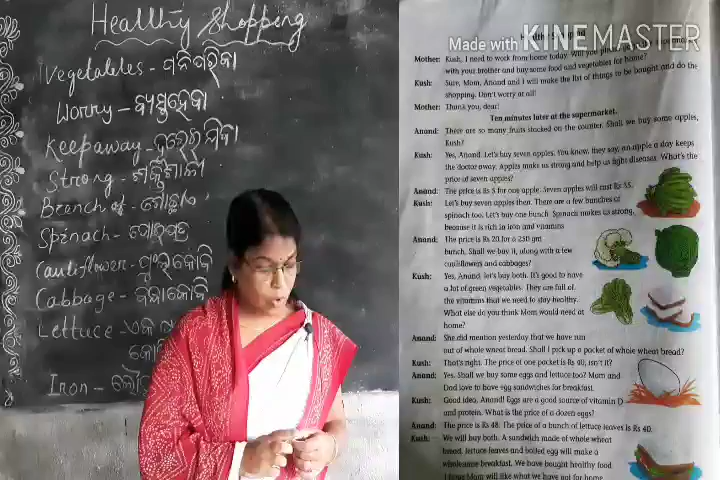 Healthy Shopping
Vegetables - ପନିପରିବା
Worry - ବ୍ୟସ୍ତହେବା
Keepaway - ଦୂରେଇ ଯିବା
Strong - ଶକ୍ତିଶାଳୀ
Branch of - ଗୋଛାଏ
Spinach - ପୋଇପତ୍ର
Cauliflower - ଫୁଲକୋବି
Cabbage - ବନ୍ଧାକୋବି
Lettuce -
Iron -
Made with KINEMASTER
Mother: Kush, I need to work from home today. Will you please
with your brother and buy some food and vegetables for home?
Kush: Sure, Mom, Anand and I will make the list of things to be bought and do the
shopping. Don't worry at all!
Mother: Thank you, dear!
Ten minutes later at the supermarket.
Anand: There are so many fruits stacked on the counter. Shall we buy some apples,
Kush?
Kush: Yes, Anand. Let's buy seven apples. You know, they say, an apple a day keeps
the doctor away. Apples make us strong and help us fight diseases. What's the
price of seven apples?
Anand: The price is Rs 5 for one apple. Seven apples will cost Rs 35.
Kush: Let's buy seven apples then. There are a few bunches of
spinach too. Let's buy one bunch. Spinach makes us strong,
because it is rich in iron and vitamins
Anand: The price is Rs 20 for a 250 gm
bunch. Shall we buy it, along with a few
cauliflowers and cabbages?
Kush: Yes, Anand, let's buy both. It's good to have
a lot of green vegetables. They are full of
the vitamins that we need to stay healthy.
What else do you think Mom would need at
home?
Anand: She did mention yesterday that we have run
out of whole wheat bread. Shall I pick up a packet of whole wheat bread?
Kush: That's right. The price of one packet is Rs 40, isn't it?
Anand: Yes. Shall we buy some eggs and lettuce too? Mom and
Dad love to have egg sandwiches for breakfast.
Kush: Good idea, Anand! Eggs are a good source of vitamin D
and protein. What is the price of a dozen eggs?
Anand: The price is Rs 48. The price of a bunch of lettuce leaves is Rs 40.
Kush: We will buy both. A sandwich made of whole wheat
bread, lettuce leaves and boiled egg will make a
wholesome breakfast. We have bought healthy food
Mom will like what we have got for home